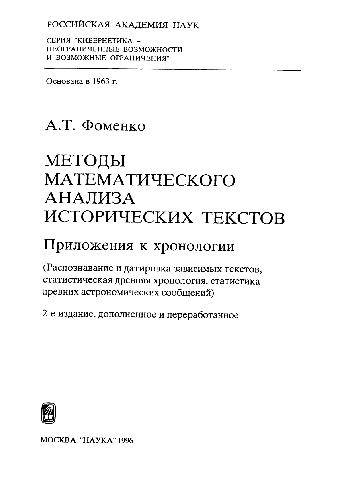 РОССИЙСКАЯ АКАДЕМИЯ НАУК
СЕРИЯ "КИБЕРНЕТИКА –
НЕОГРАНИЧЕННЫЕ ВОЗМОЖНОСТИ
И ВОЗМОЖНЫЕ ОГРАНИЧЕНИЯ"
Основана в 1963 г.
А.Т. Фоменко
МЕТОДЫ
МАТЕМАТИЧЕСКОГО
АНАЛИЗА
ИСТОРИЧЕСКИХ ТЕКСТОВ
Приложения к хронологии
(Распознавание и датировка зависимых текстов,
статистическая древняя хронология, статистика
древних астрономических сообщений)
2-е издание, дополненное и переработанное
МОСКВА "НАУКА" 1996